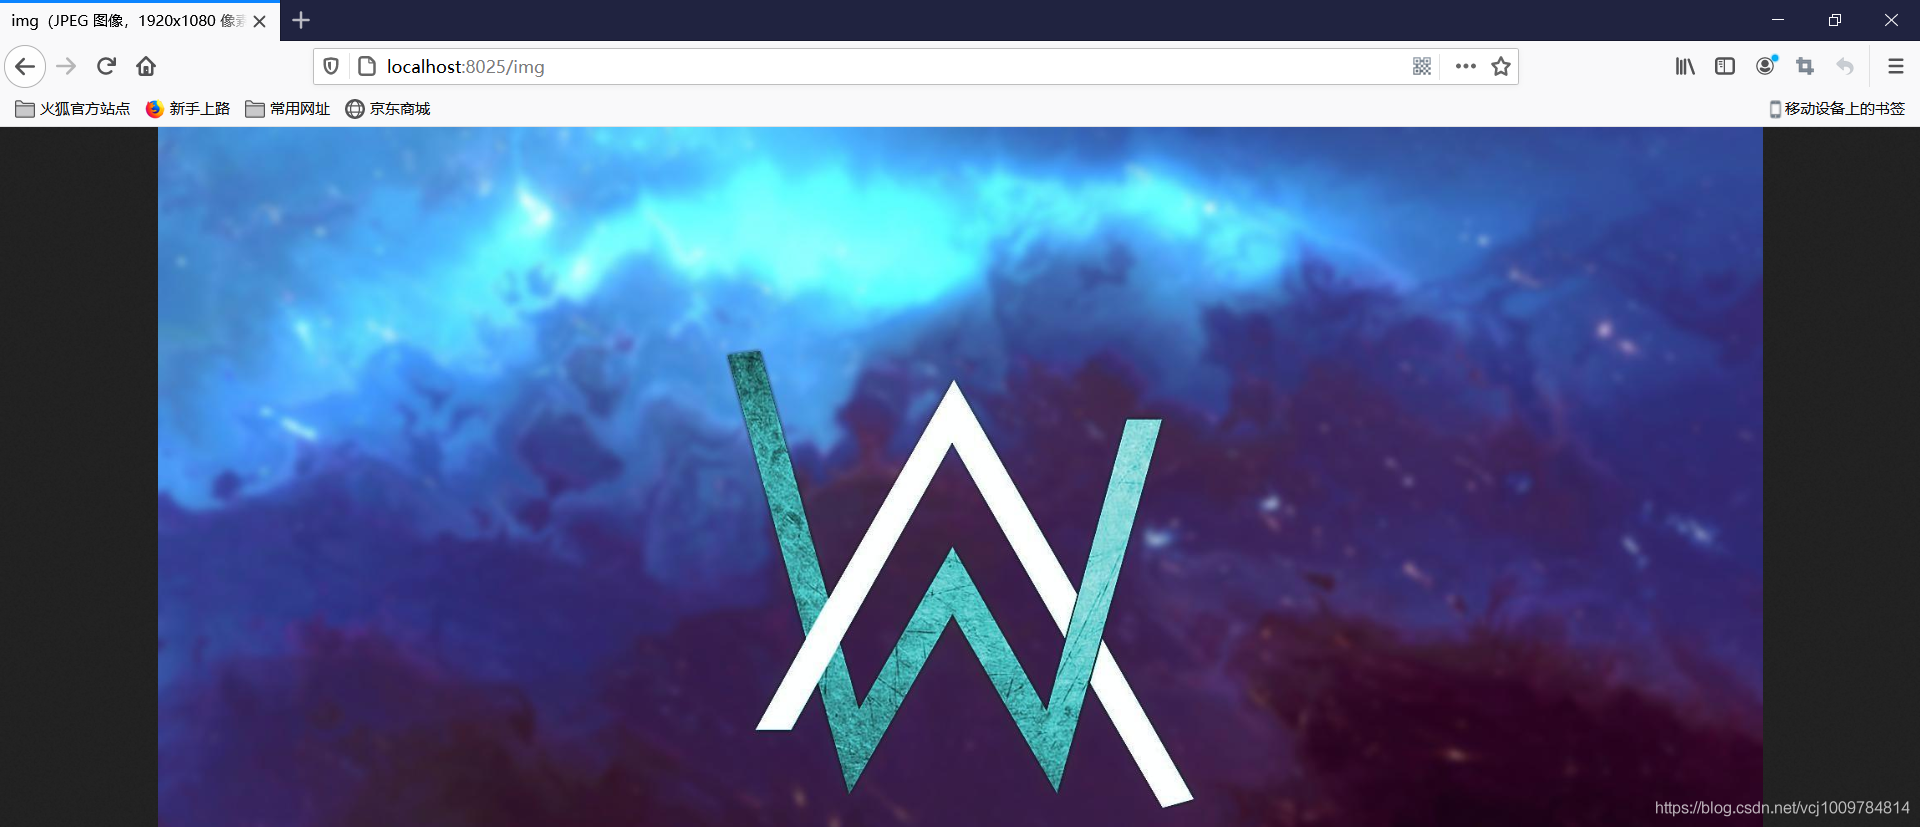 img (JPEG 图像，1920x1080 像素
localhost:8025/img
火狐官方站点 新手上路 常用网址 京东商城 移动设备上的书签
https://blog.csdn.net/vcj1009784814